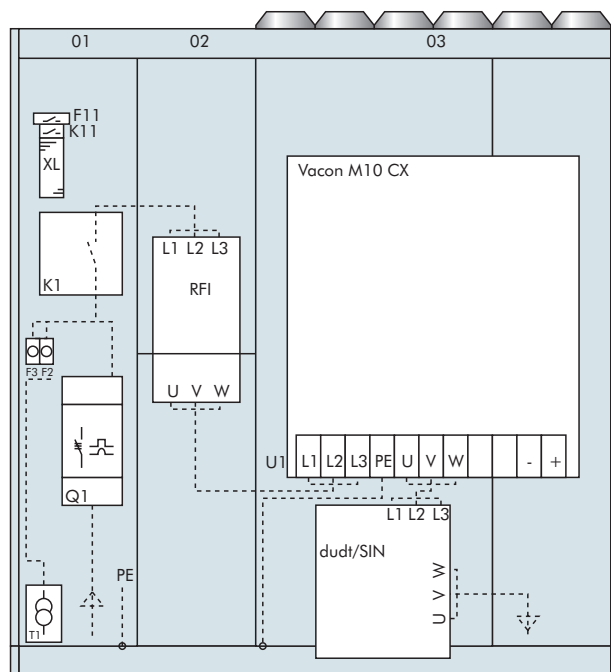 01 02 03
F11
K11
XL
Vacon M10 CX
L1 L2 L3
RFI
K1
F3 F2
U V W
U1 L1 L2 L3 PE U V W - +
Q1
L1 L2 L3
dudt/SIN
U V W
PE
T1